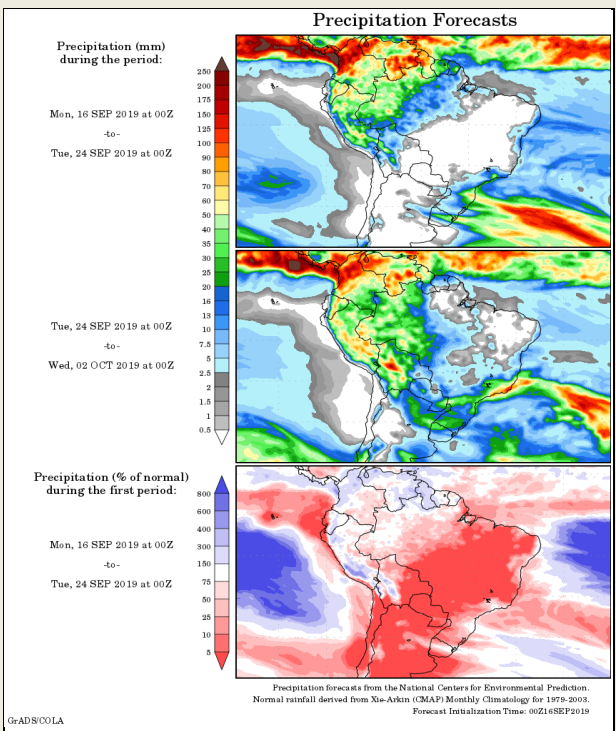 Precipitation Forecasts
Precipitation (mm)
during the period:
Mon, 16 SEP 2019 at 00Z
-to-
Tue, 24 SEP 2019 at 00Z
250
200
175
150
125
100
90
80
70
60
50
40
35
30
25
20
16
13
10
7.5
5
2.5
2
1.5
1
0.5
Tue, 24 SEP 2019 at 00Z
-to-
Wed, 02 OCT 2019 at 00Z
Precipitation (% of normal)
during the first period:
Mon, 16 SEP 2019 at 00Z
-to-
Tue, 24 SEP 2019 at 00Z
800
600
400
300
150
75
50
25
10
5
Precipitation forecasts from the National Centers for Environmental Prediction.
Normal rainfall derived from Xie-Arkin (CMAP) Monthly Climatology for 1979-2003.
Forecast Initialization Time: 00Z16SEP2019
GrADS/COLA